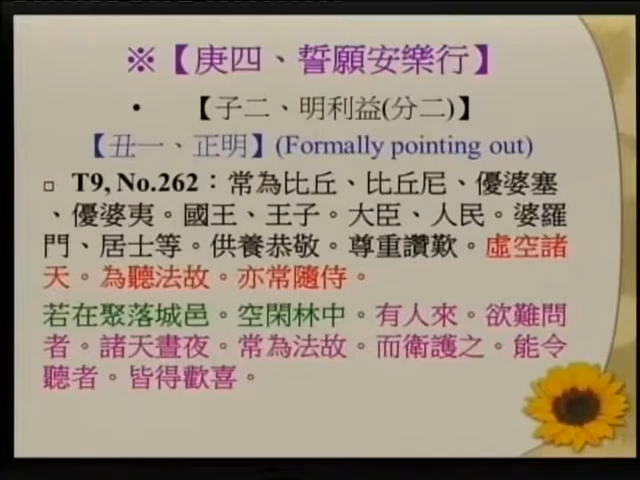 ※【庚四、誓願安樂行】
• 【子二、明利益(分二)】
【丑一、正明】(Formally pointing out)
□ T9, No.262：常為比丘、比丘尼、優婆塞
、優婆夷。國王、王子。大臣、人民。婆羅
門、居士等。供養恭敬。尊重讚歎。虛空諸
天。為聽法故。亦常隨侍。
若在聚落城邑。空閑林中。有人來。欲難問
者。諸天晝夜。常為法故。而衛護之。能令
聽者。皆得歡喜。